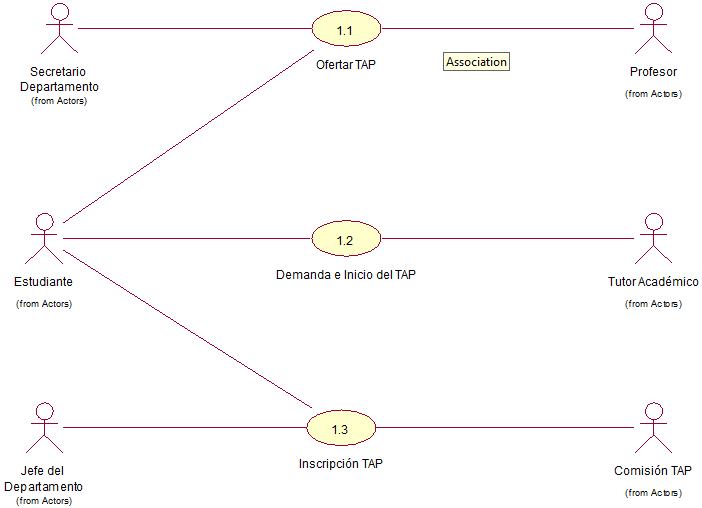 1.1
Ofertar TAP
Association
Secretario
Departamento
(from Actors)
Profesor
(from Actors)
1.2
Demanda e Inicio del TAP
Estudiante
(from Actors)
Tutor Académico
(from Actors)
1.3
Inscripción TAP
Jefe del
Departamento
(from Actors)
Comisión TAP
(from Actors)